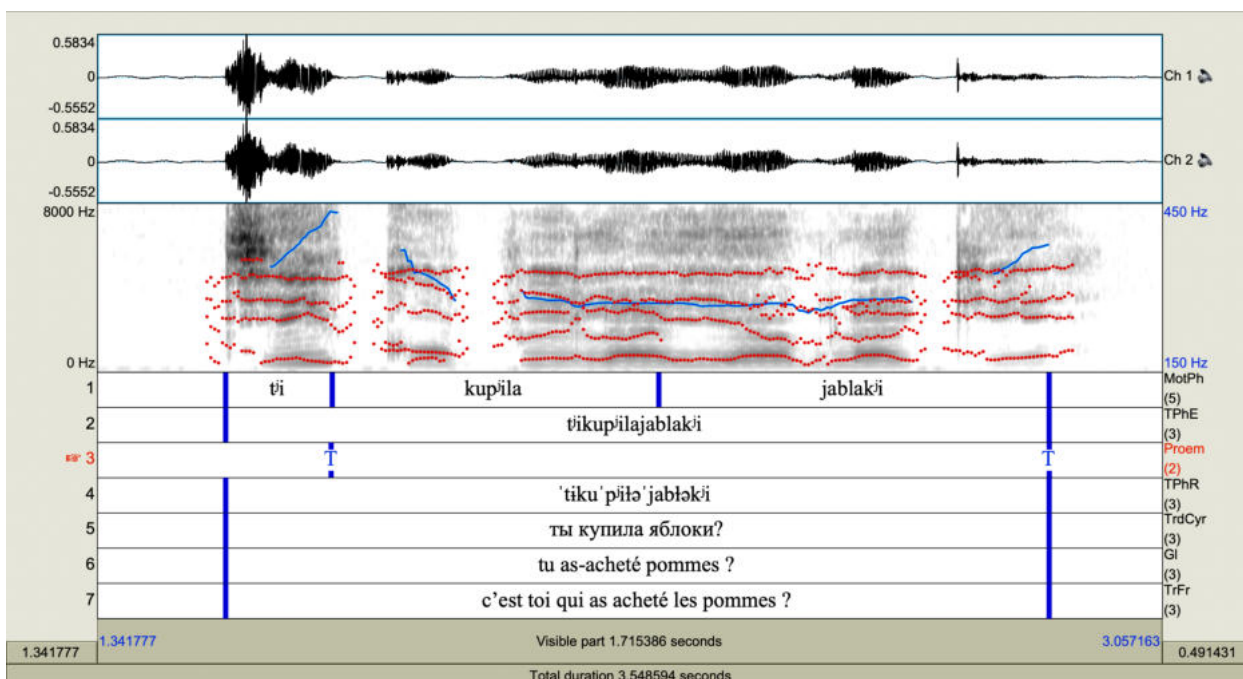 0.5834
0
-0.5552
Ch 1
0.5834
0
-0.5552
Ch 2
8000 Hz
450 Hz
0 Hz
150 Hz
1 tʲi kupʲila jablakʲi MotPh (5)
2 tʲikupʲilajablakʲi TPhE (3)
3 T T Proem (2)
4 ˈtɨkuˈpʲiɫəˈjabɫəkʲi TPhR (3)
5 ты купила яблоки? TrdCyr (3)
6 tu as-acheté pommes ? Gl (3)
7 c’est toi qui as acheté les pommes ? TrFr (3)
1.341777 1.341777 Visible part 1.715386 seconds 3.057163 0.491431
Total duration 3.548594 seconds